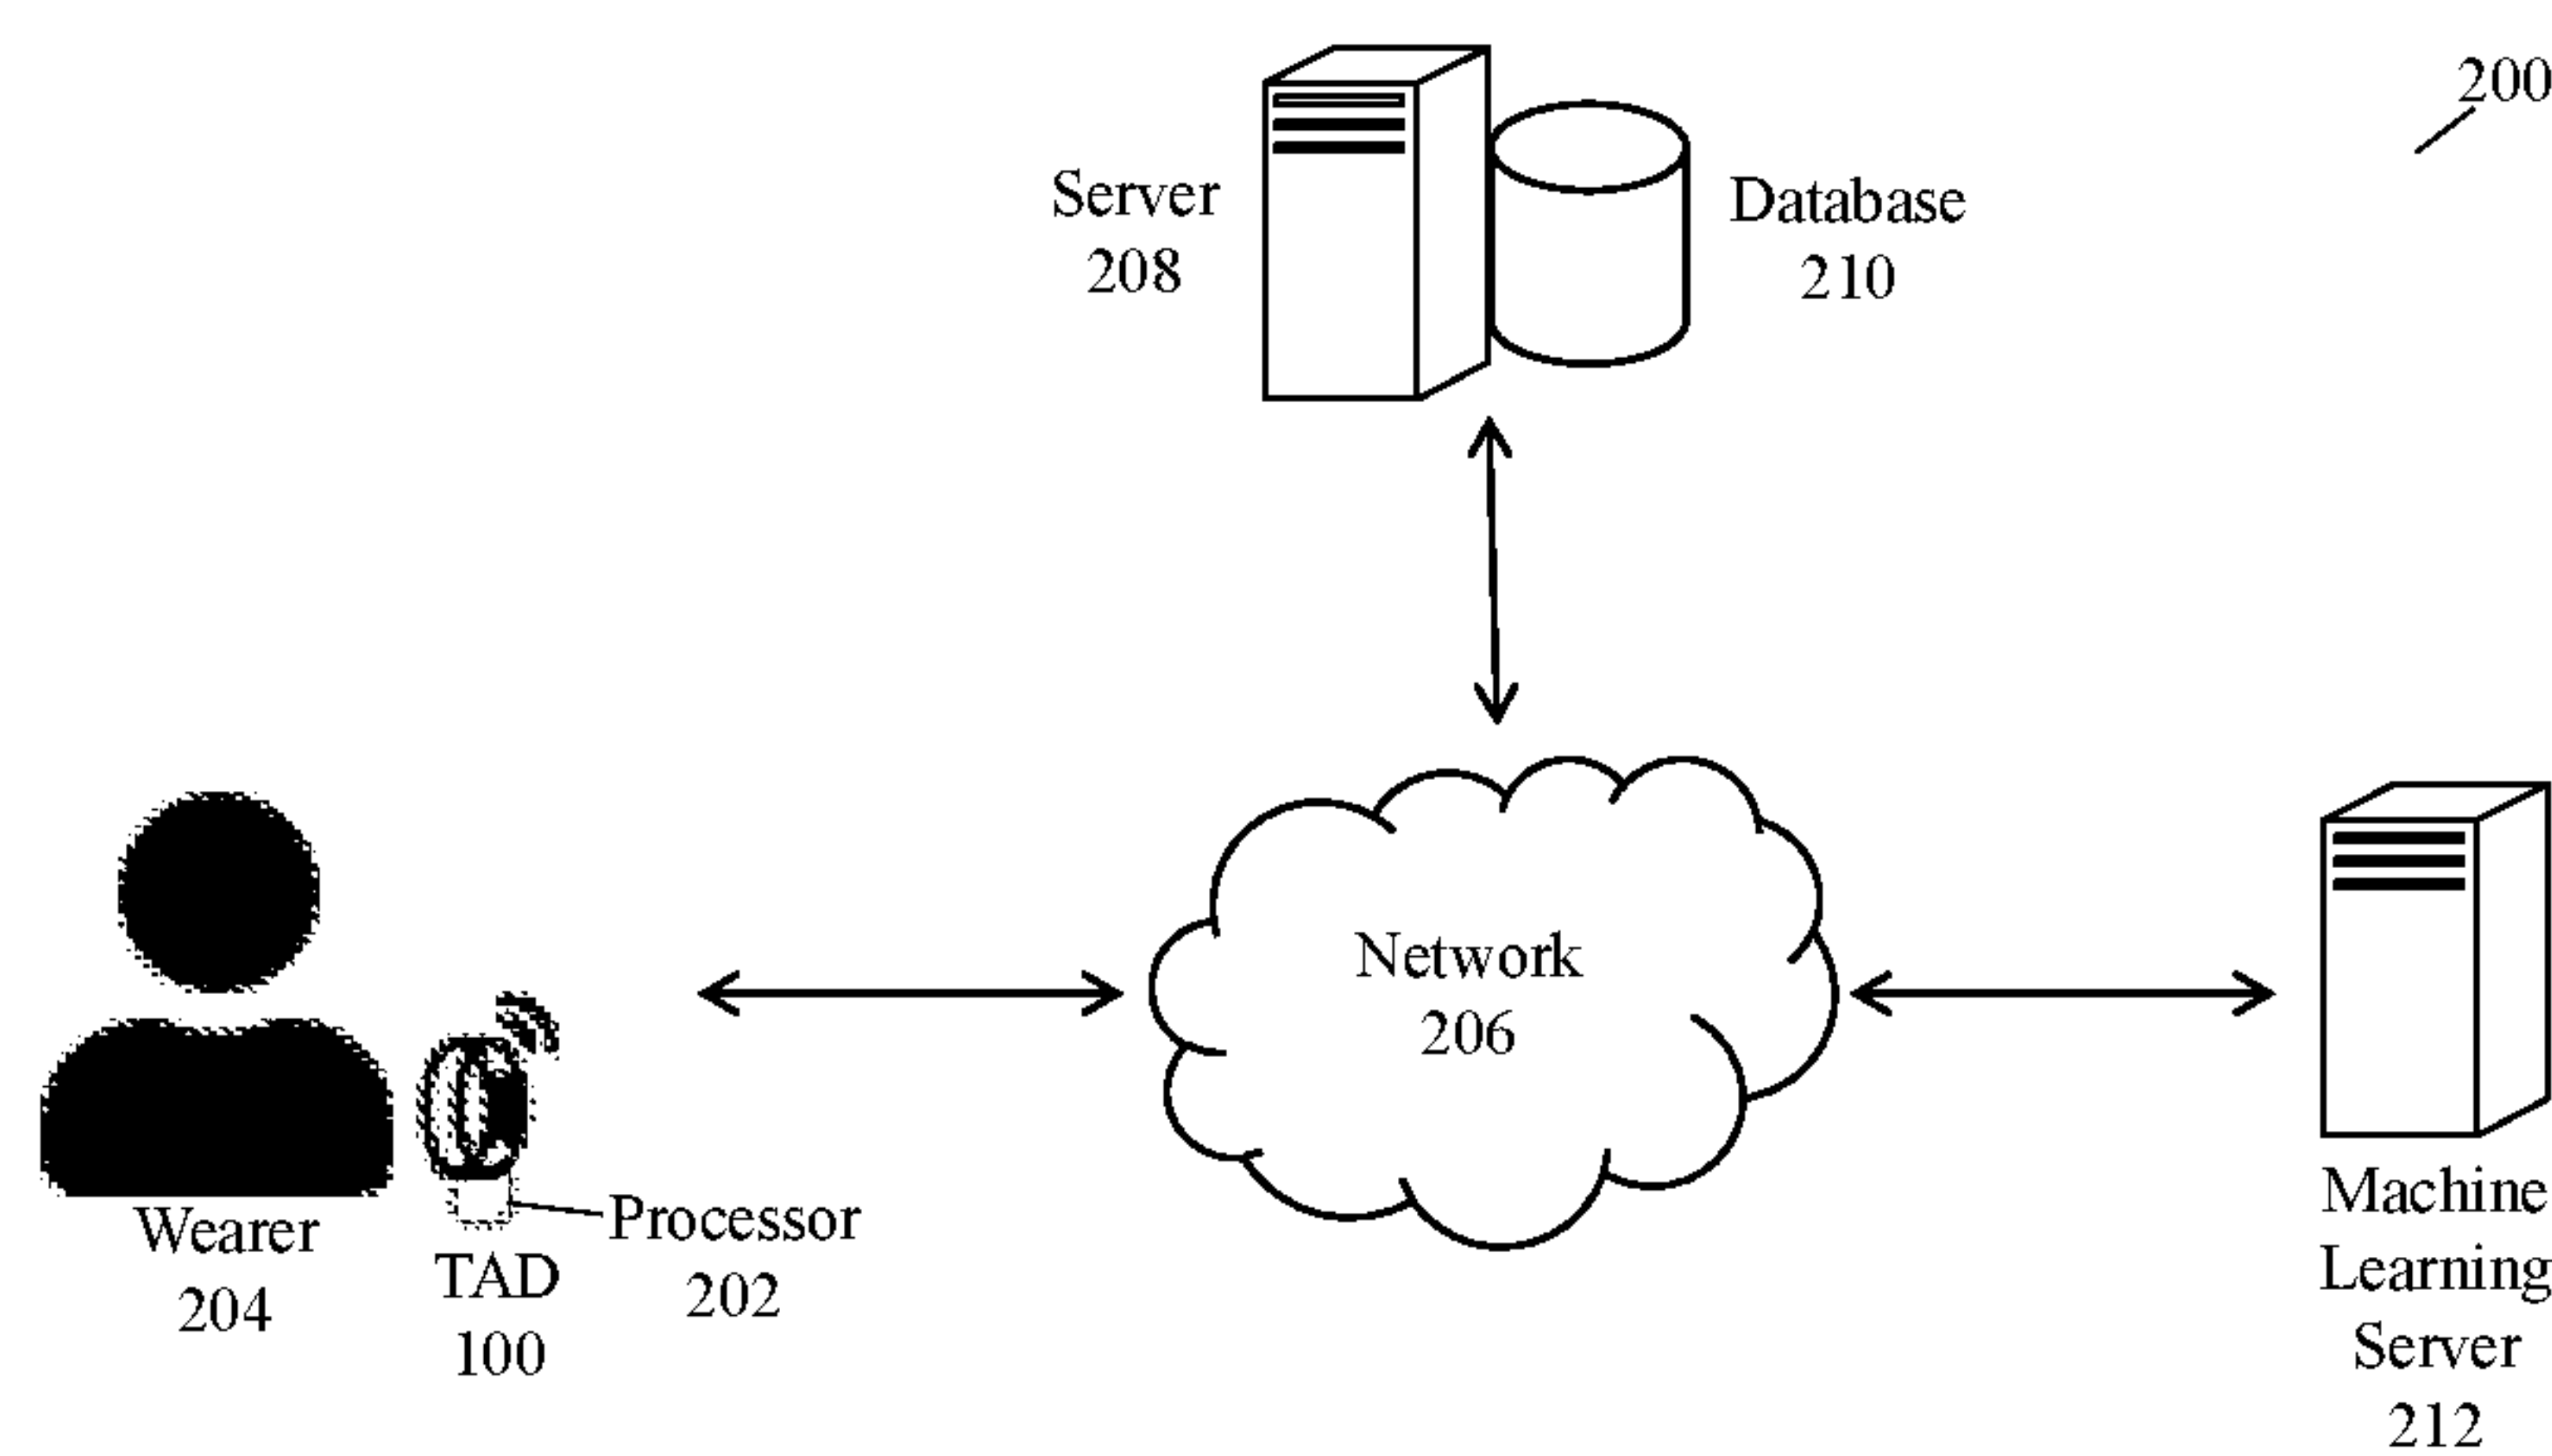 200
Server
208
Database
210
Network
206
Wearer
204
TAD
100
Processor
202
Machine
Learning
Server
212